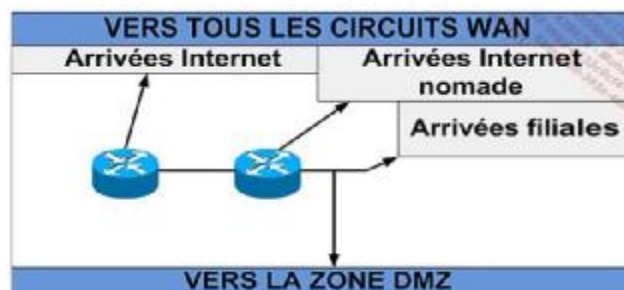 VERS TOUS LES CIRCUITS WAN
Arrivées Internet
Arrivées Internet
nomade
Arrivées filiales
VERS LA ZONE DMZ